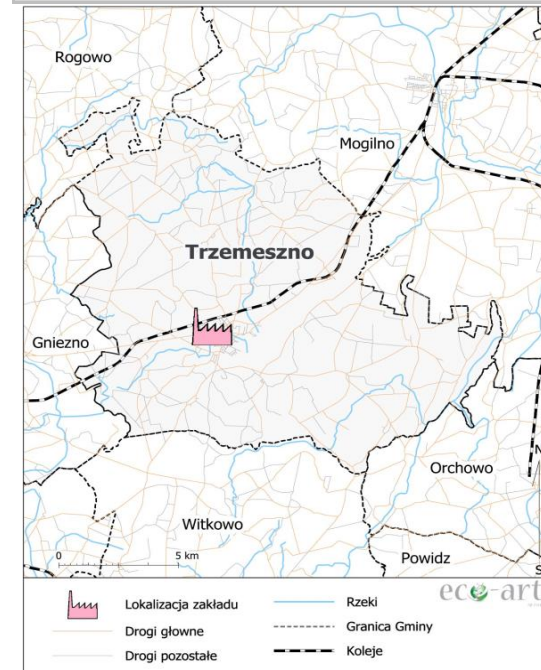 Rogowo
Mogilno
Trzemeszno
Gniezno
Orchowo
Witkowo
Powidz
0 5 km
Lokalizacja zakładu
Drogi głowne
Drogi pozostałe
Rzeki
Granica Gminy
Koleje
eco-art